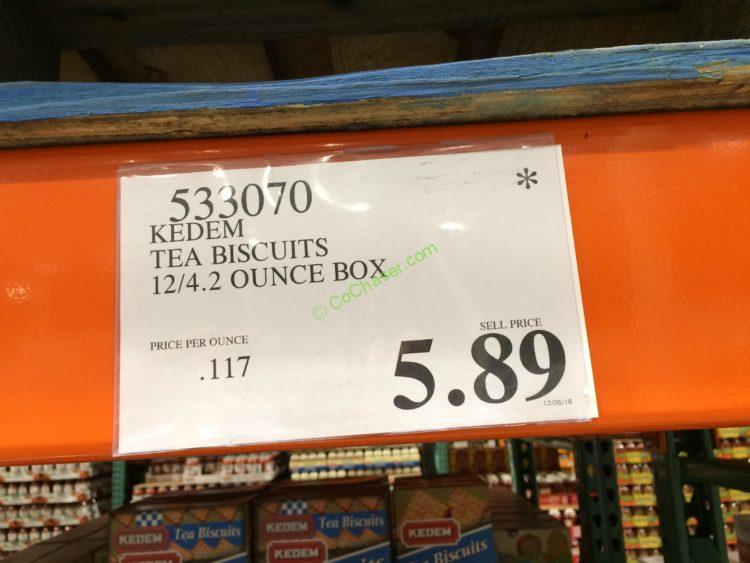 533070
*
KEDEM
TEA BISCUITS
12/4.2 OUNCE BOX
© CoChaser.com
PRICE PER OUNCE
.117
SELL PRICE
5.89
12/06/16
KEDEM
Tea Biscuits
KEDEM
KEDEM
Tea Biscuits
KEDEM
KEDEM
Biscuits